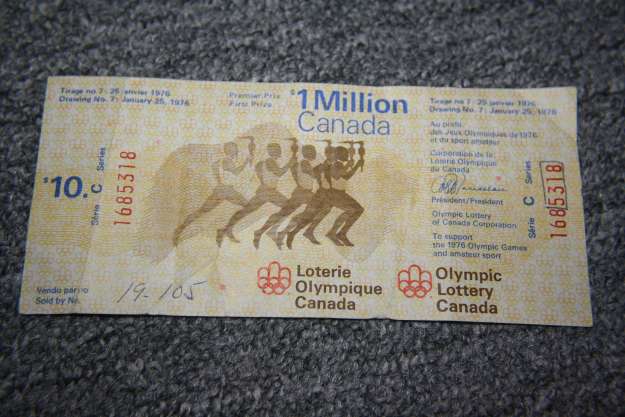 Tirage no 7 - 25 janvier 1976
Drawing No. 7: January 25, 1976
Premier Prix
First Prize
$1 Million
Canada
Tirage no 7 - 25 janvier 1976
Drawing No. 7: January 25, 1976
$10.
Série C Series
1685318
Au profit
des Jeux Olympiques de 1976
et du sport amateur
Corporation de la
Loterie Olympique
du Canada
Président/President
Olympic Lottery
of Canada Corporation
To support
the 1976 Olympic Games
and amateur sport
Série C Series
1685318
Vendu par no
Sold by No.
19-105
Loterie
Olympique
Canada
Olympic
Lottery
Canada